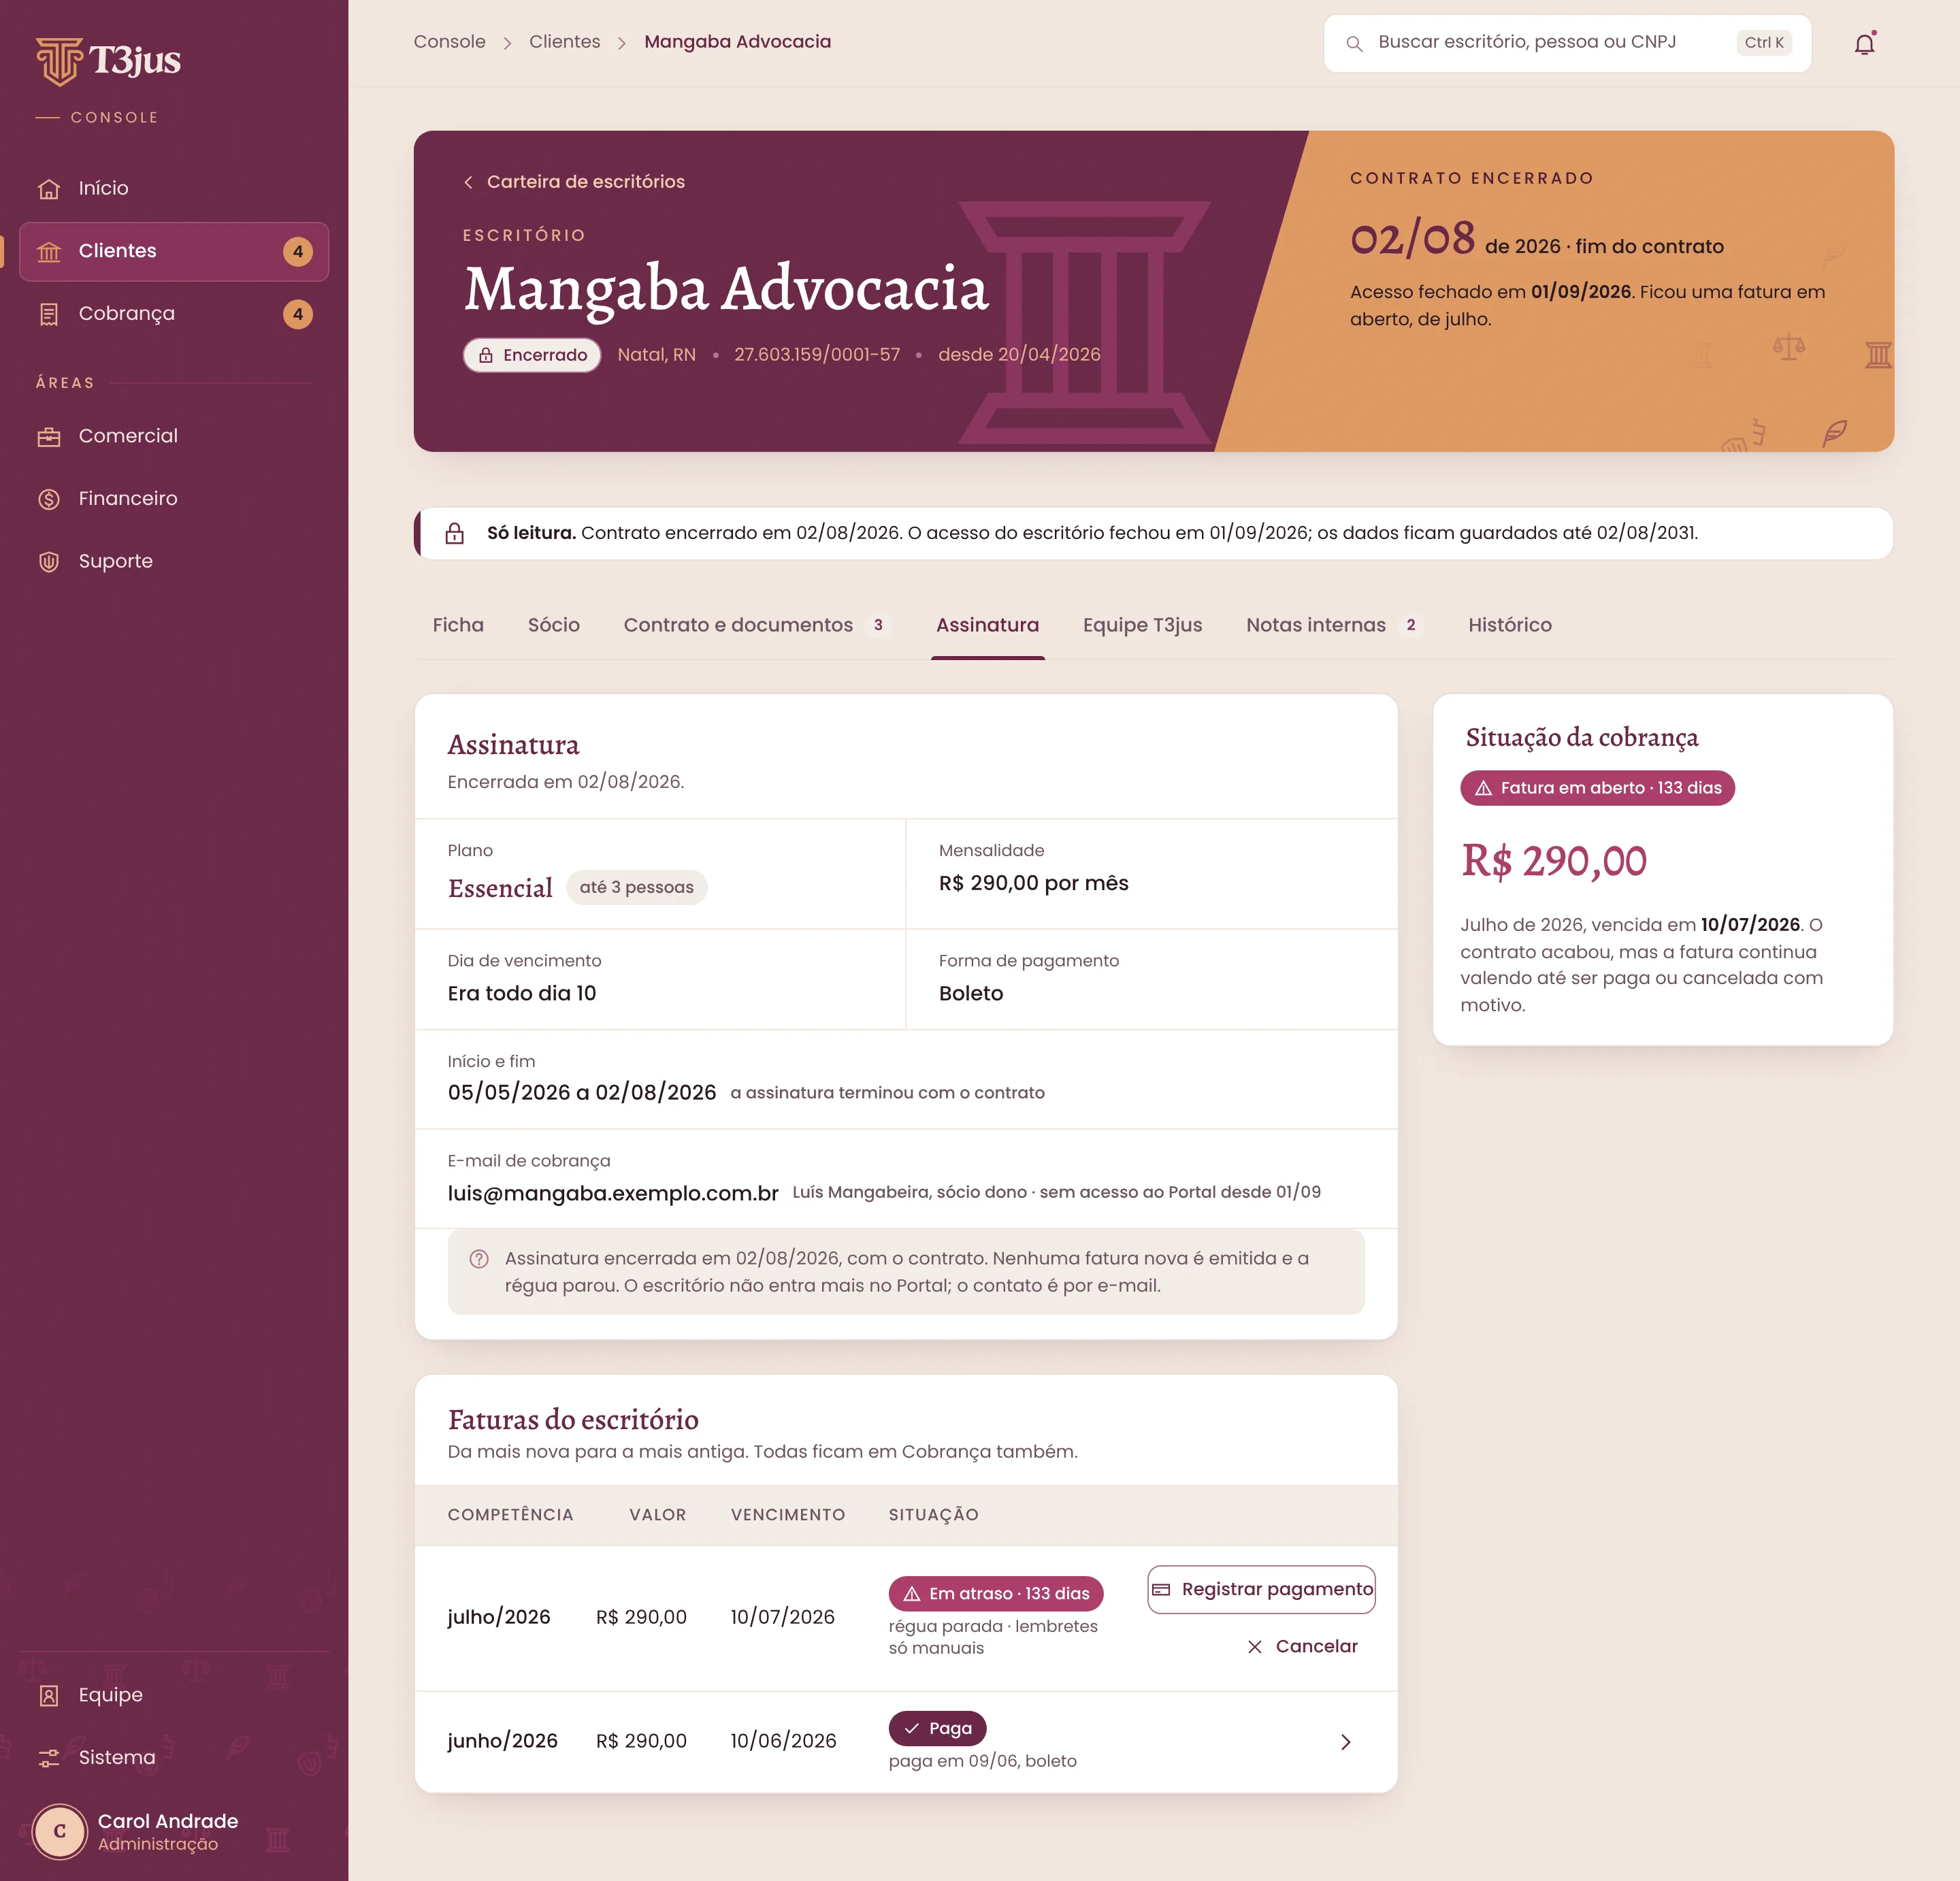 T3jus
CONSOLE
Início
Clientes 4
Cobrança 4
ÁREAS
Comercial
Financeiro
Suporte
Equipe
Sistema
C
Carol Andrade
Administração
Console > Clientes > Mangaba Advocacia
Buscar escritório, pessoa ou CNPJ Ctrl K
Carteira de escritórios
ESCRITÓRIO
Mangaba Advocacia
Encerrado Natal, RN • 27.603.159/0001-57 • desde 20/04/2026
CONTRATO ENCERRADO
02/08 de 2026 · fim do contrato
Acesso fechado em 01/09/2026. Ficou uma fatura em
aberto, de julho.
Só leitura. Contrato encerrado em 02/08/2026. O acesso do escritório fechou em 01/09/2026; os dados ficam guardados até 02/08/2031.
Ficha Sócio Contrato e documentos 3 Assinatura Equipe T3jus Notas internas 2 Histórico
Assinatura
Encerrada em 02/08/2026.
Plano
Essencial até 3 pessoas
Mensalidade
R$ 290,00 por mês
Dia de vencimento
Era todo dia 10
Forma de pagamento
Boleto
Início e fim
05/05/2026 a 02/08/2026 a assinatura terminou com o contrato
E-mail de cobrança
luis@mangaba.exemplo.com.br Luís Mangabeira, sócio dono · sem acesso ao Portal desde 01/09
Assinatura encerrada em 02/08/2026, com o contrato. Nenhuma fatura nova é emitida e a
régua parou. O escritório não entra mais no Portal; o contato é por e-mail.
Situação da cobrança
Fatura em aberto · 133 dias
R$ 290,00
Julho de 2026, vencida em 10/07/2026. O
contrato acabou, mas a fatura continua
valendo até ser paga ou cancelada com
motivo.
Faturas do escritório
Da mais nova para a mais antiga. Todas ficam em Cobrança também.
COMPETÊNCIA VALOR VENCIMENTO SITUAÇÃO
julho/2026 R$ 290,00 10/07/2026 Em atraso · 133 dias
régua parada · lembretes
só manuais
Registrar pagamento
Cancelar
junho/2026 R$ 290,00 10/06/2026 Paga
paga em 09/06, boleto